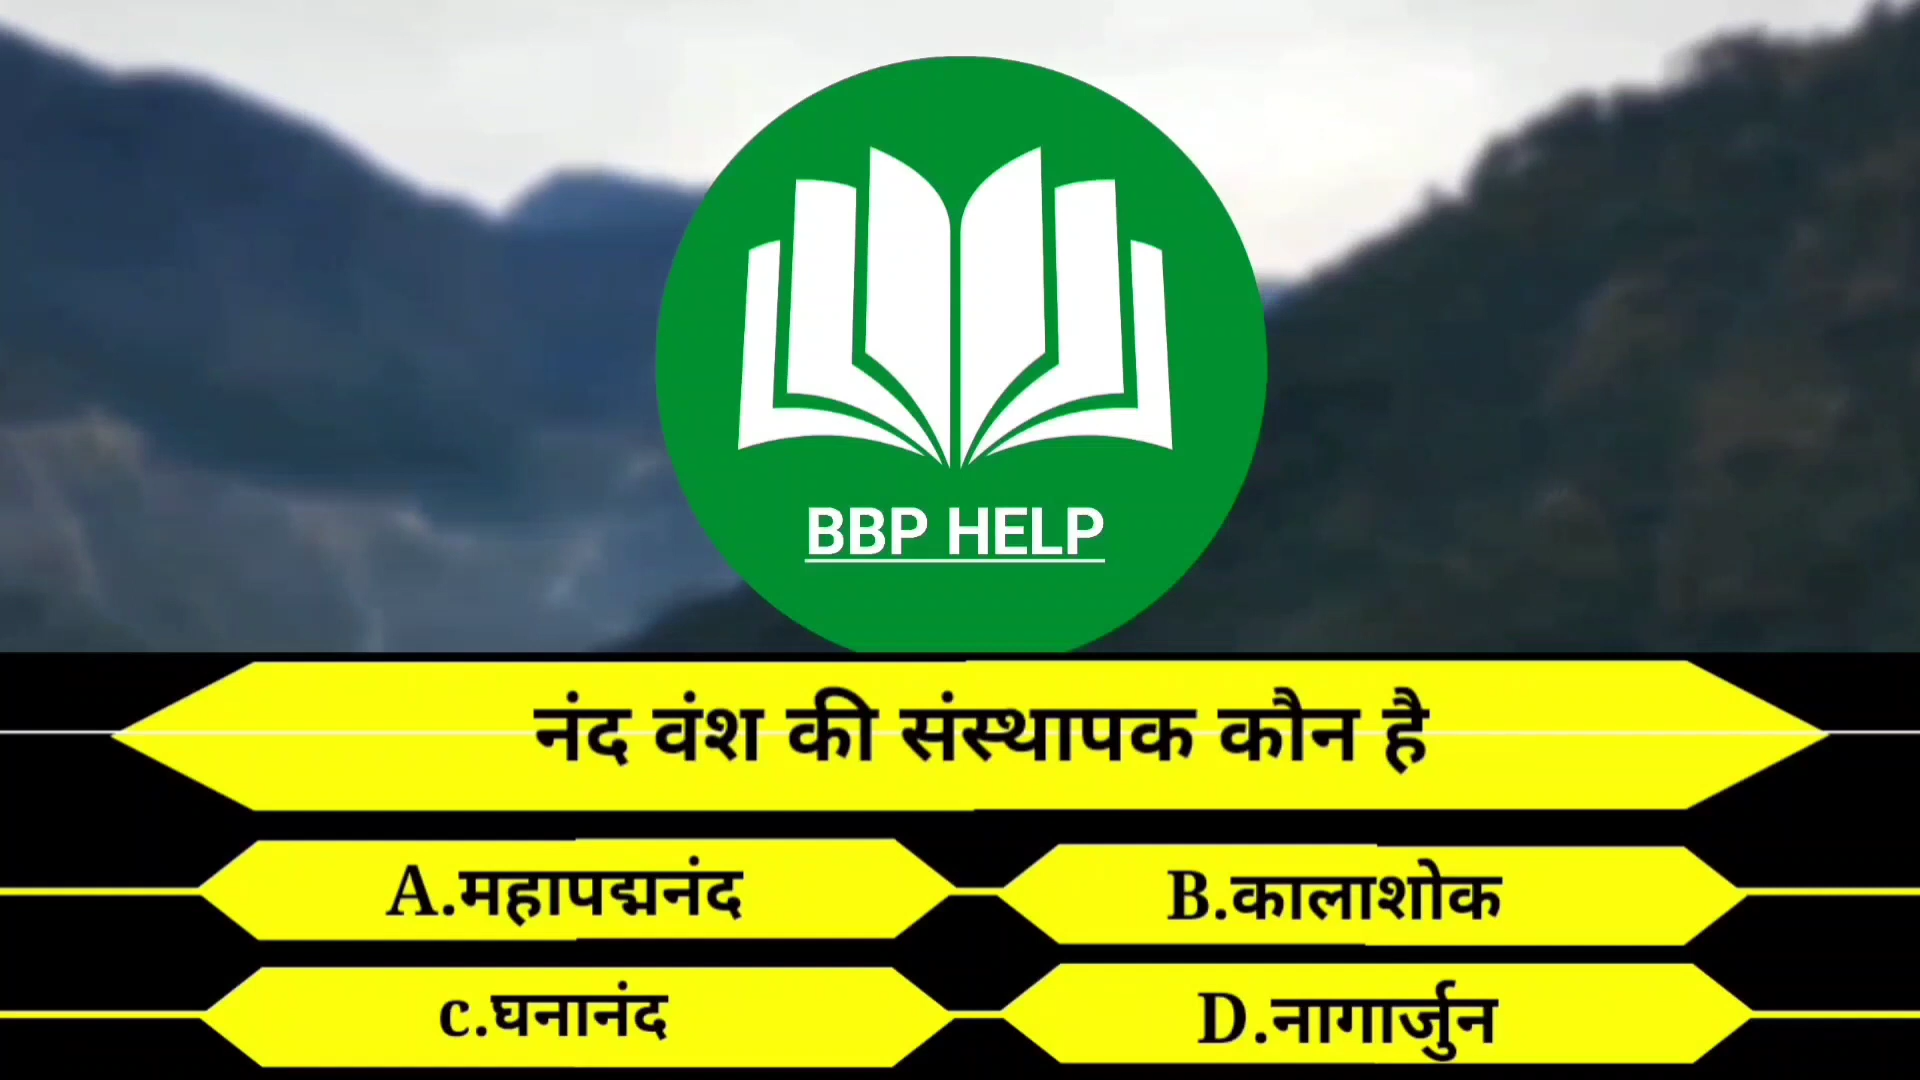 BBP HELP
नंद वंश की संस्थापक कौन है
A.महापद्मनंद
B.कालाशोक
c.घनानंद
D.नागार्जुन